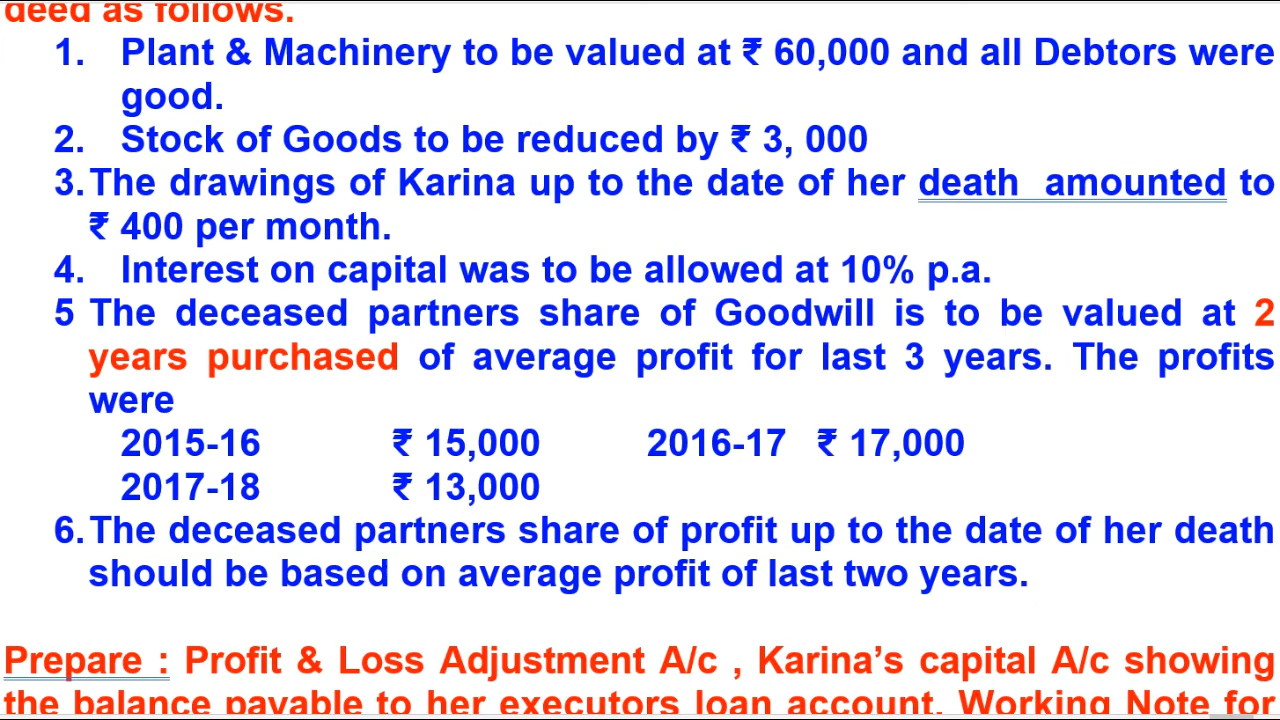 deed as follows.
1. Plant & Machinery to be valued at ₹ 60,000 and all Debtors were
good.
2. Stock of Goods to be reduced by ₹ 3, 000
3.The drawings of Karina up to the date of her death amounted to
₹ 400 per month.
4. Interest on capital was to be allowed at 10% p.a.
5 The deceased partners share of Goodwill is to be valued at 2
years purchased of average profit for last 3 years. The profits
were
2015-16 ₹ 15,000 2016-17 ₹ 17,000
2017-18 ₹ 13,000
6.The deceased partners share of profit up to the date of her death
should be based on average profit of last two years.
Prepare : Profit & Loss Adjustment A/c , Karina’s capital A/c showing
the balance payable to her executors loan account. Working Note for